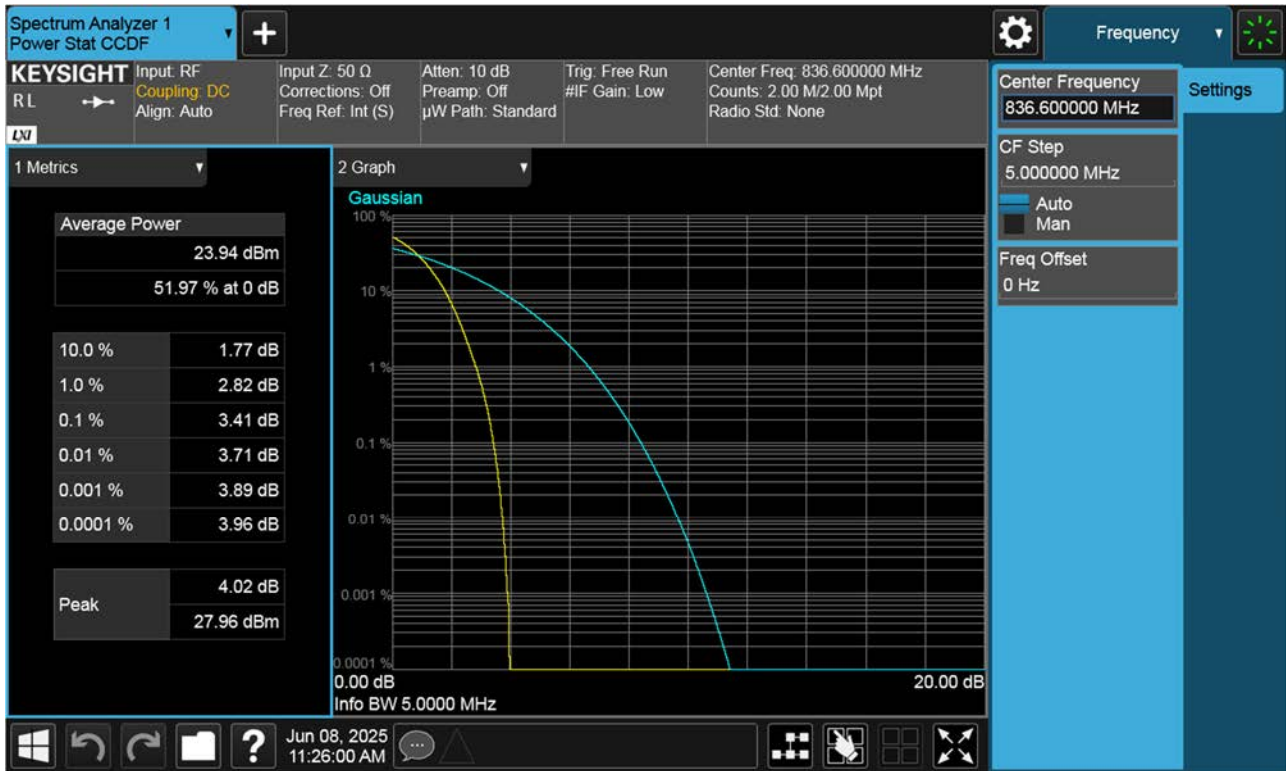 Spectrum Analyzer 1
Power Stat CCDF
+
Frequency
KEYSIGHT
RL
LXI
Input: RF
Coupling: DC
Align: Auto
Input Z: 50 Ω
Corrections: Off
Freq Ref: Int (S)
Atten: 10 dB
Preamp: Off
µW Path: Standard
Trig: Free Run
#IF Gain: Low
Center Freq: 836.600000 MHz
Counts: 2.00 M/2.00 Mpt
Radio Std: None
Center Frequency
836.600000 MHz
Settings
CF Step
5.000000 MHz
Auto
Man
Freq Offset
0 Hz
1 Metrics
Average Power
23.94 dBm
51.97 % at 0 dB
10.0 % 1.77 dB
1.0 % 2.82 dB
0.1 % 3.41 dB
0.01 % 3.71 dB
0.001 % 3.89 dB
0.0001 % 3.96 dB
Peak
4.02 dB
27.96 dBm
2 Graph
Gaussian
100 %
10 %
1 %
0.1 %
0.01 %
0.001 %
0.0001 %
0.00 dB 20.00 dB
Info BW 5.0000 MHz
?
Jun 08, 2025
11:26:00 AM